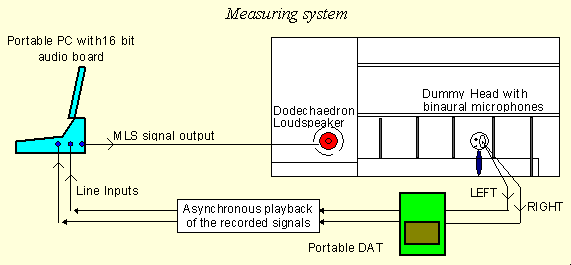 Measuring system
Portable PC with16 bit
audio board
Dodechaedron
Loudspeaker
Dummy Head with
binaural microphones
MLS signal output
Line Inputs
LEFT
RIGHT
Asynchronous playback
of the recorded signals
Portable DAT